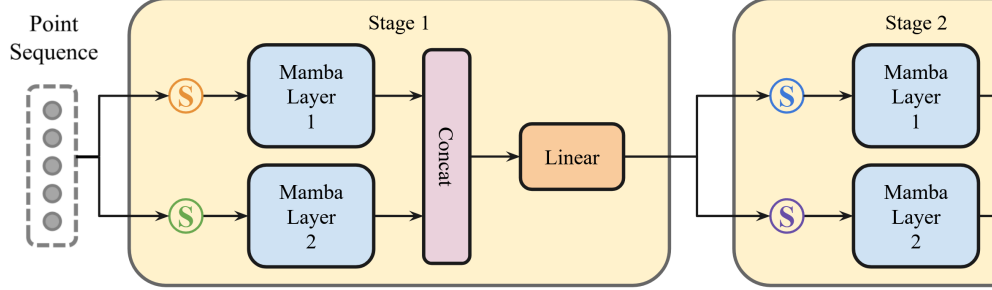 Point
Sequence
Stage 1
S
Mamba
Layer
1
S
Mamba
Layer
2
Concat
Linear
Stage 2
S
Mamba
Layer
1
S
Mamba
Layer
2